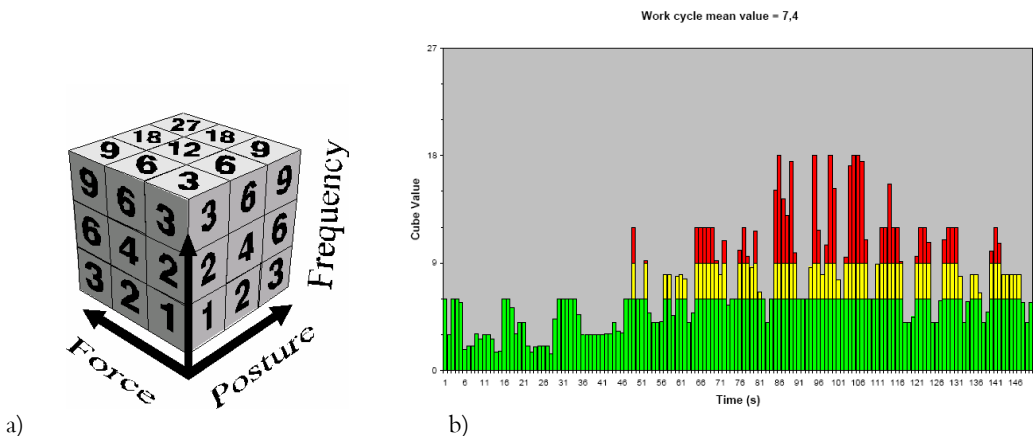 Work cycle mean value = 7,4
27
18 18
9 12 9
6 6
3
9 6 3 3 6 9
6 4 2 2 4 6
3 2 1 1 2 3
Force
Posture
Frequency
27
18
9
0
Cube Value
1 6 11 16 21 26 31 36 41 46 51 56 61 66 71 76 81 86 91 96 101 106 111 116 121 126 131 136 141 146
Time (s)
a)
b)